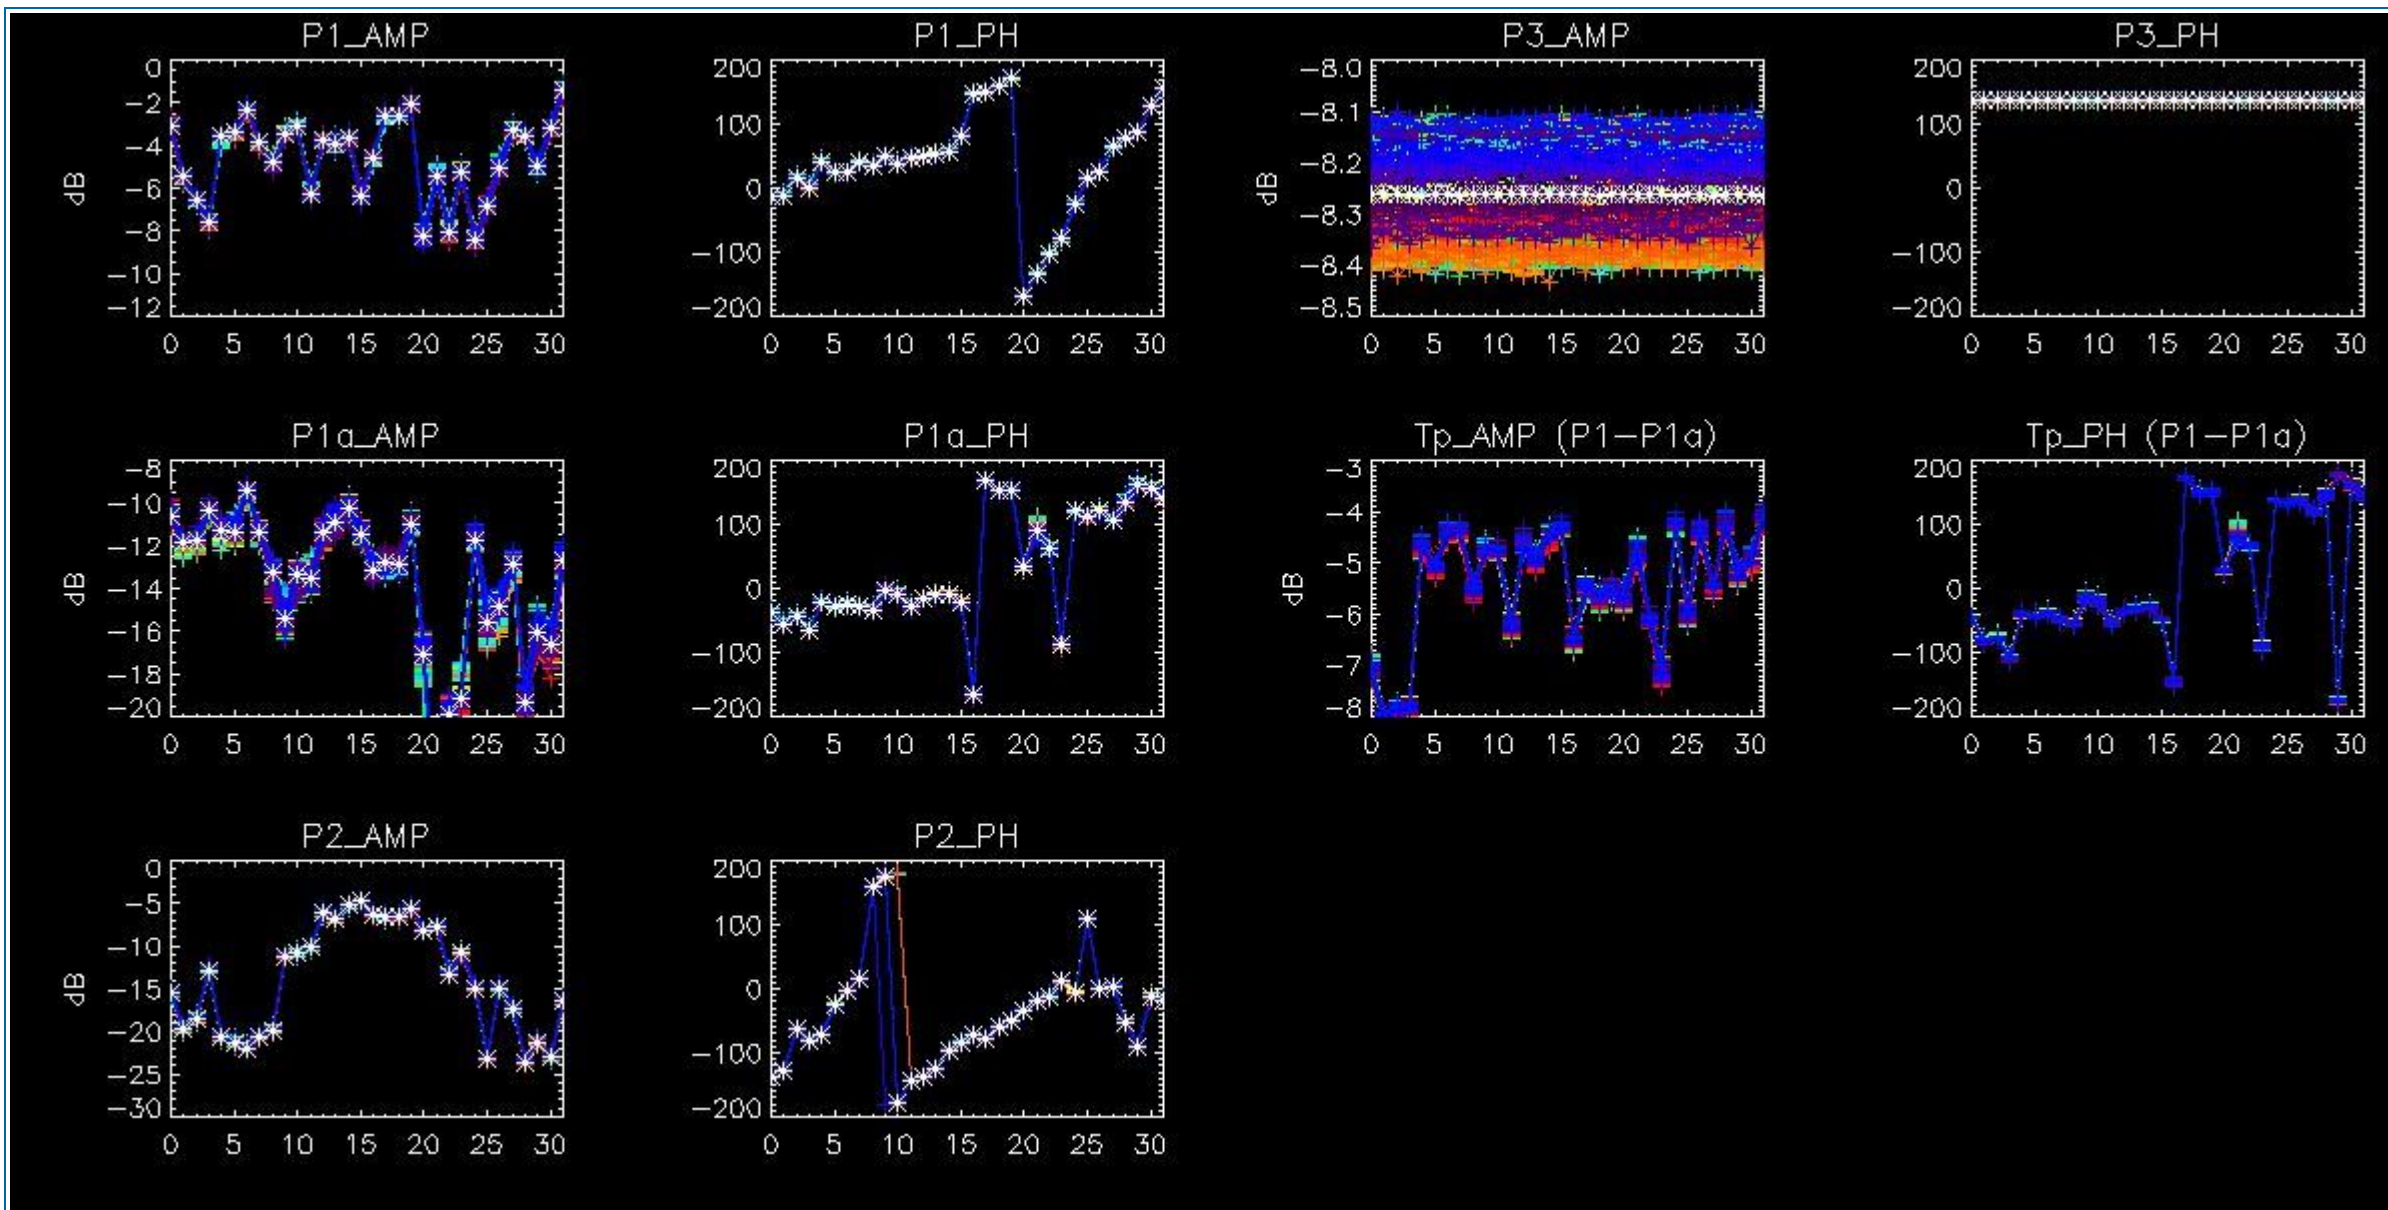 P1_AMP
0
−2
−4
−6
−8
−10
−12
dB
0 5 10 15 20 25 30
P1_PH
200
100
0
−100
−200
0 5 10 15 20 25 30
P3_AMP
−8.0
−8.1
−8.2
−8.3
−8.4
−8.5
dB
0 5 10 15 20 25 30
P3_PH
200
100
0
−100
−200
0 5 10 15 20 25 30
P1a_AMP
−8
−10
−12
−14
−16
−18
−20
dB
0 5 10 15 20 25 30
P1a_PH
200
100
0
−100
−200
0 5 10 15 20 25 30
Tp_AMP (P1−P1a)
−3
−4
−5
−6
−7
−8
dB
0 5 10 15 20 25 30
Tp_PH (P1−P1a)
200
100
0
−100
−200
0 5 10 15 20 25 30
P2_AMP
0
−5
−10
−15
−20
−25
−30
dB
0 5 10 15 20 25 30
P2_PH
200
100
0
−100
−200
0 5 10 15 20 25 30